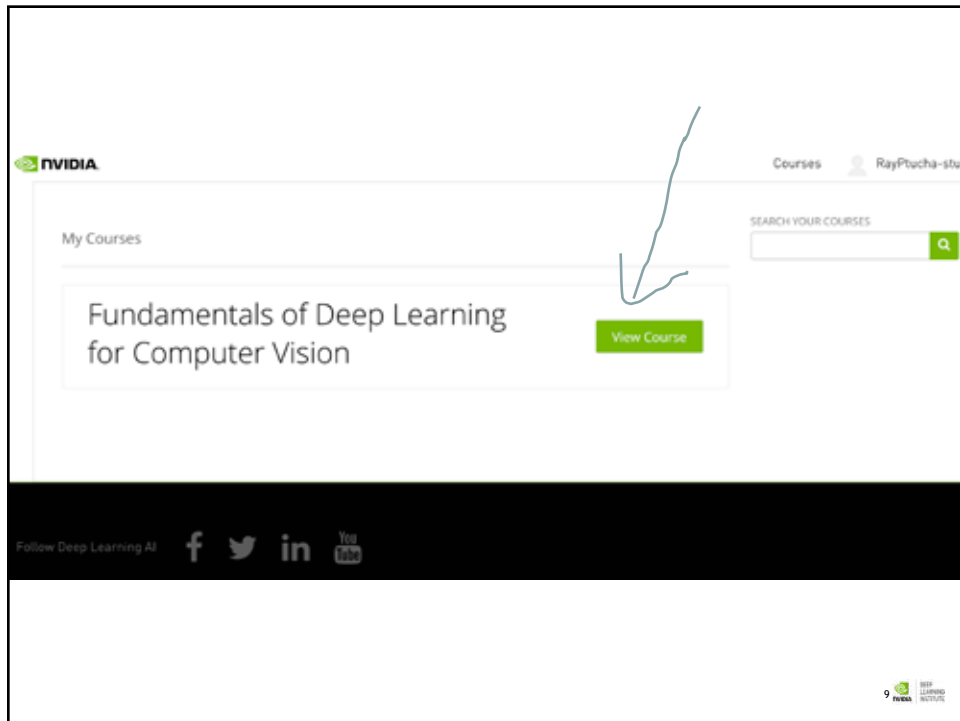 NVIDIA
Courses RayPtucha-stu
SEARCH YOUR COURSES
My Courses
Fundamentals of Deep Learning
for Computer Vision
View Course
Follow Deep Learning AI
You
Tube
9
NVIDIA
DEEP
LEARNING
INSTITUTE